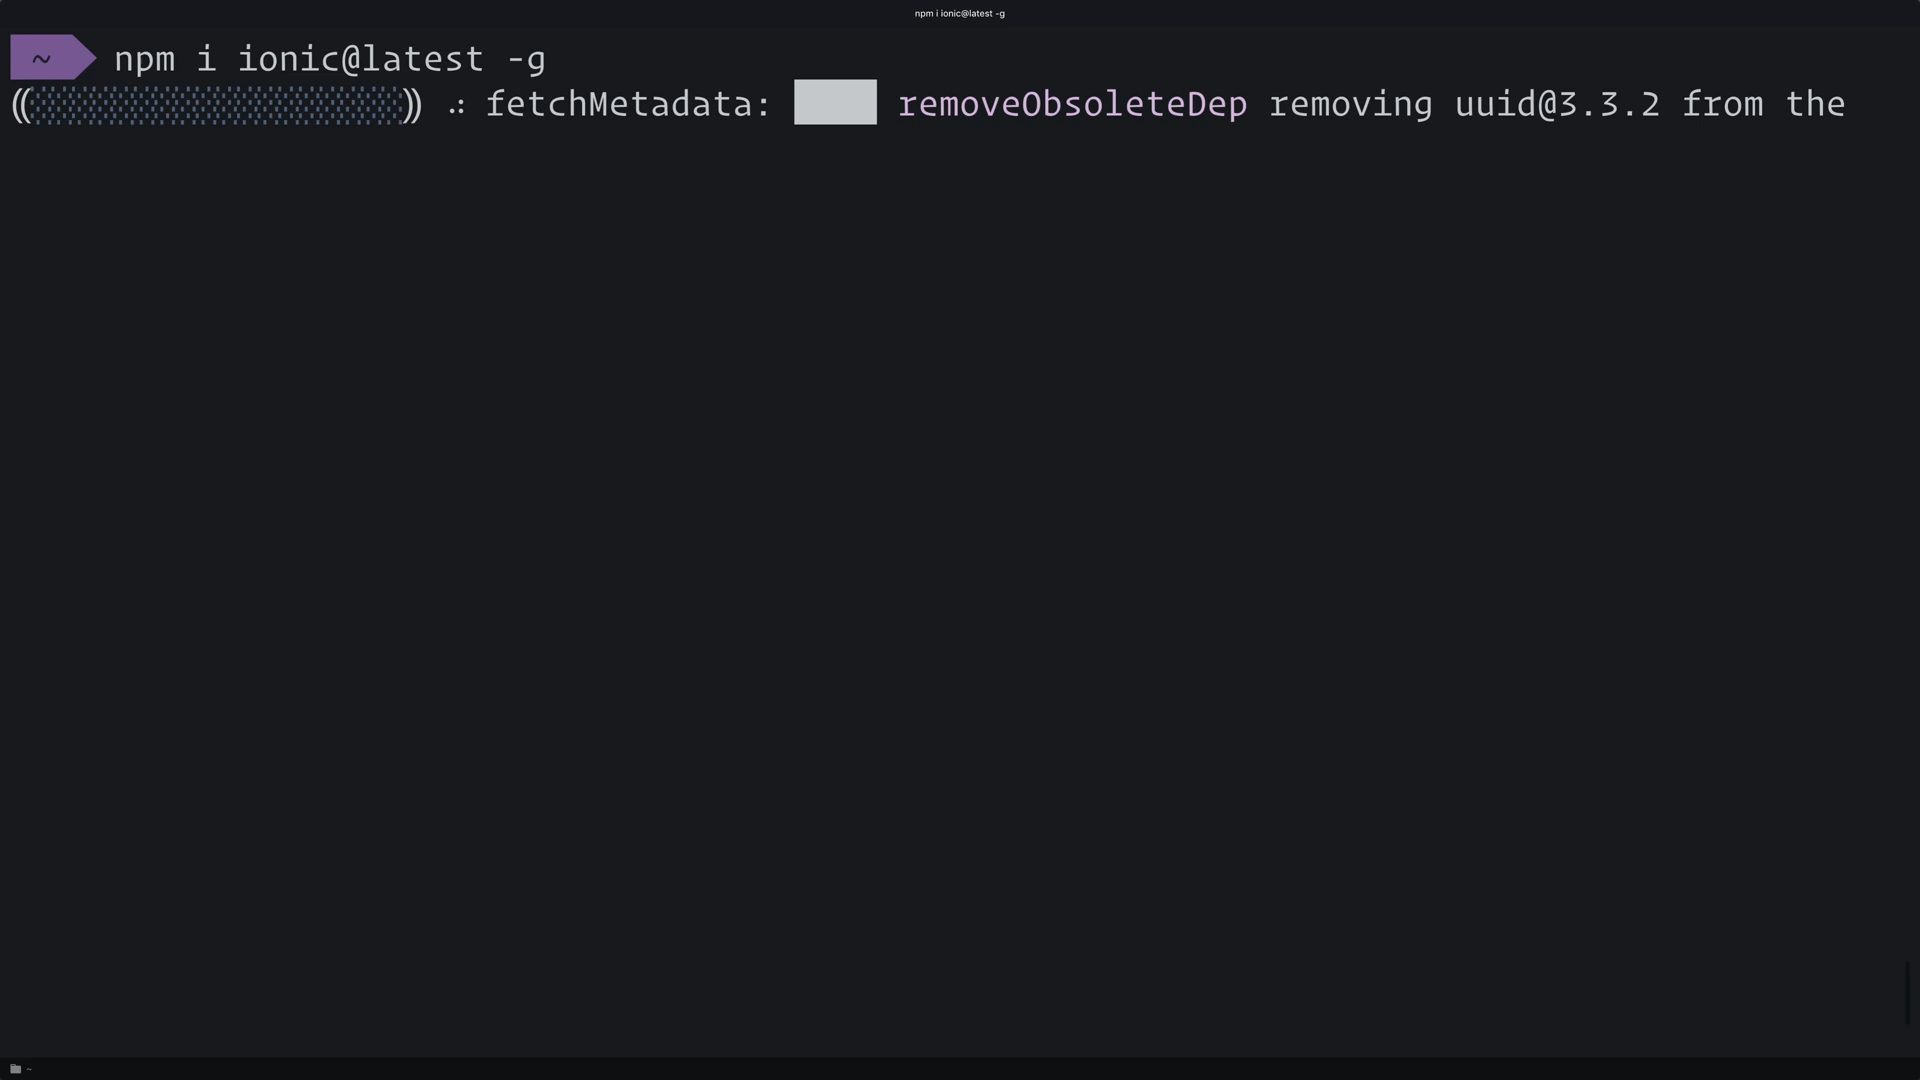 npm i ionic@latest -g
~ npm i ionic@latest -g
((░░░░░░░░░░░░░░░░░░)) ⠴ fetchMetadata: removeObsoleteDep removing uuid@3.3.2 from the
~